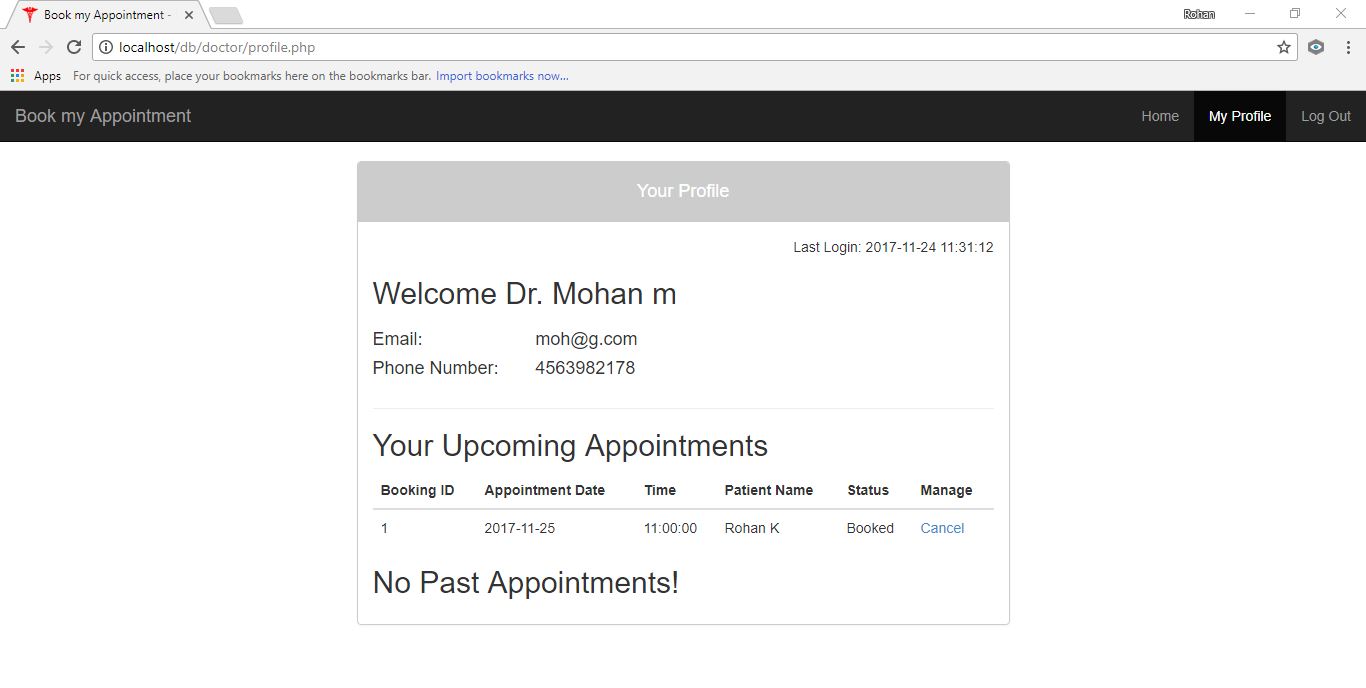 Book my Appointment -
Rohan
localhost/db/doctor/profile.php
Apps For quick access, place your bookmarks here on the bookmarks bar. Import bookmarks now...
Book my Appointment Home My Profile Log Out
Your Profile
Last Login: 2017-11-24 11:31:12
Welcome Dr. Mohan m
Email: moh@g.com
Phone Number: 4563982178
Your Upcoming Appointments
Booking ID Appointment Date Time Patient Name Status Manage
1 2017-11-25 11:00:00 Rohan K Booked Cancel
No Past Appointments!